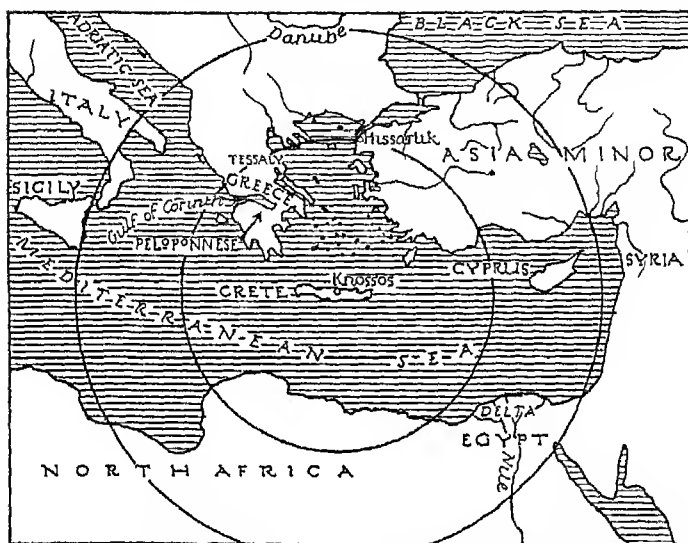 BLACK SEA
Danube
ADRIATIC SEA
ITALY
Hissarlik
TESSALY
ASIA MINOR
GREECE
SICILY
Gulf of Corinth
PELOPONNESE
SYRIA
CYPRUS
Knossos
CRETE
MEDITERRANEAN SEA
DELTA
EGYPT
NORTH AFRICA
Nile